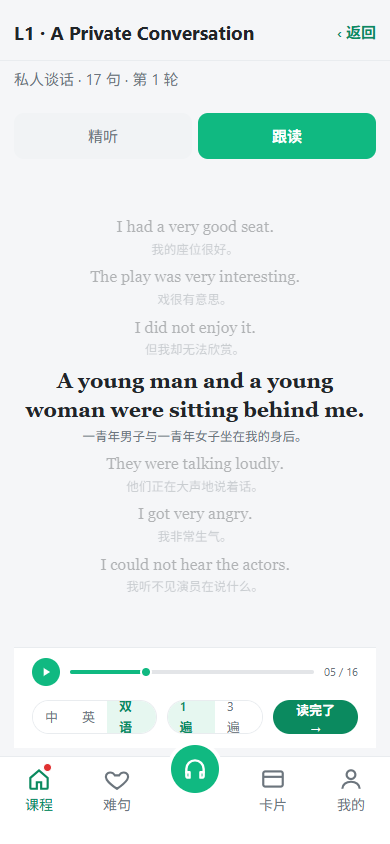 L1 · A Private Conversation
‹ 返回
私人谈话 · 17 句 · 第 1 轮
精听
跟读
I had a very good seat.
我的座位很好。
The play was very interesting.
戏很有意思。
I did not enjoy it.
但我却无法欣赏。
A young man and a young
woman were sitting behind me.
一青年男子与一青年女子坐在我的身后。
They were talking loudly.
他们正在大声地说着话。
I got very angry.
我非常生气。
I could not hear the actors.
我听不见演员在说什么。
05 / 16
中
英
双
语
1
遍
3
遍
读完了
→
课程
难句
卡片
我的